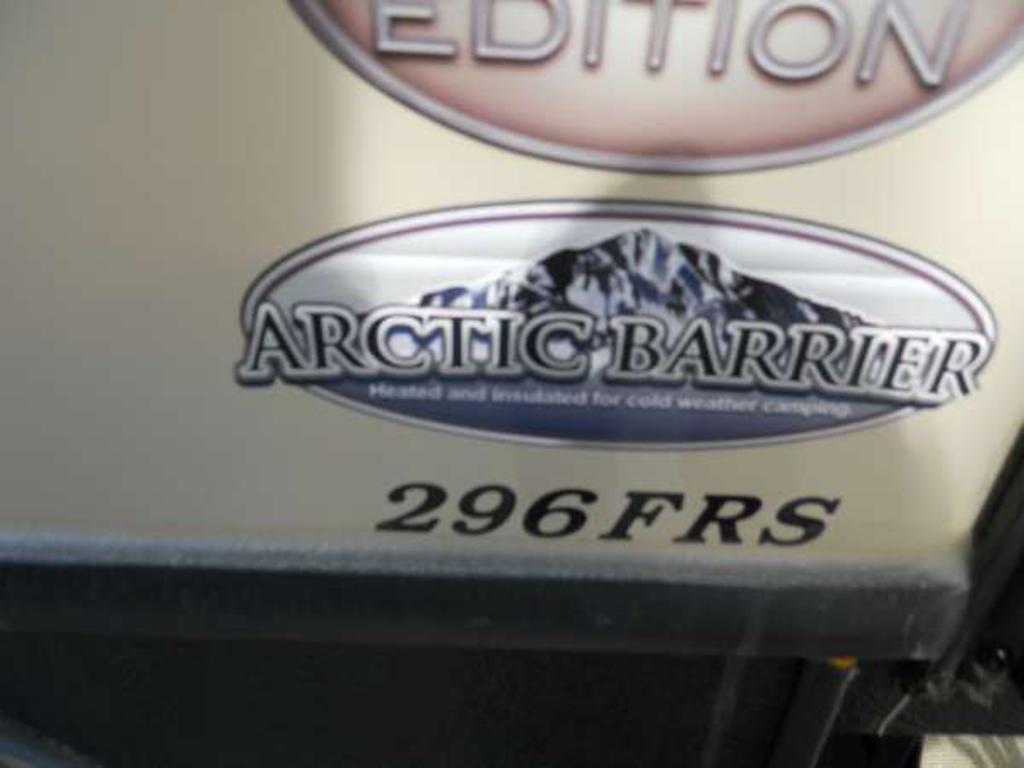 EDITION
ARCTIC BARRIER
Heated and insulated for cold weather camping.
296FRS